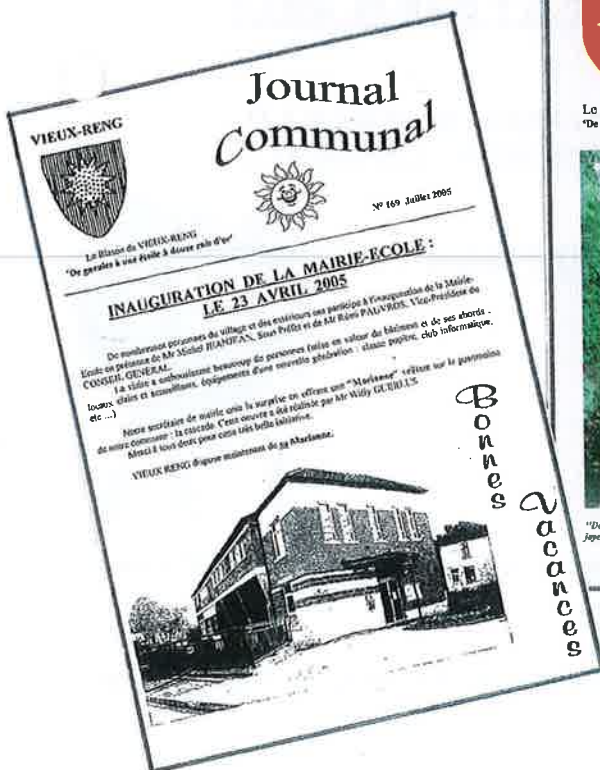 Journal
Communal
VIEUX-RENG
N° 169 Juillet 2005
Le Blason de VIEUX-RENG
"De gueules à une étoile à douze rais d'or"
INAUGURATION DE LA MAIRIE-ECOLE :
LE 23 AVRIL 2005
De nombreuses personnes du village et des extérieurs ont participé à l'inauguration de la Mairie-
Ecole en présence de Mr Michel Sous Préfet et de Mr Rémi PAUVROS, Vice-Président du
CONSEIL GENERAL.
La visite a enthousiasmé beaucoup de personnes (mise en valeur du bâtiment et de ses abords -
locaux clairs et accueillants, équipements d'une nouvelle génération : classe pupitre, club informatique,
etc ...)
Notre secrétaire de mairie créa la surprise en offrant une "Marianne" sur le patrimoine
de notre commune : la cascade. Cette oeuvre a été réalisée par Mr Willy
Merci à tous deux pour cette très belle initiative.
VIEUX RENG dispose maintenant de sa Marianne.
Bonnes
Vacances
Le
"De
"De